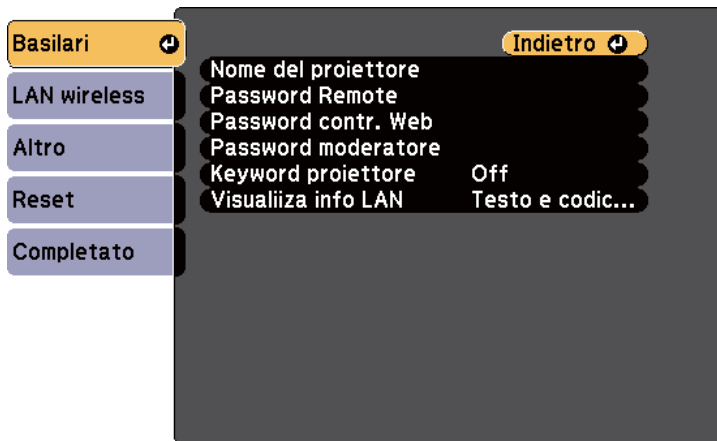 Basilari
LAN wireless
Altro
Reset
Completato
Indietro
Nome del proiettore
Password Remote
Password contr. Web
Password moderatore
Keyword proiettore Off
Visualiiza info LAN Testo e codic...